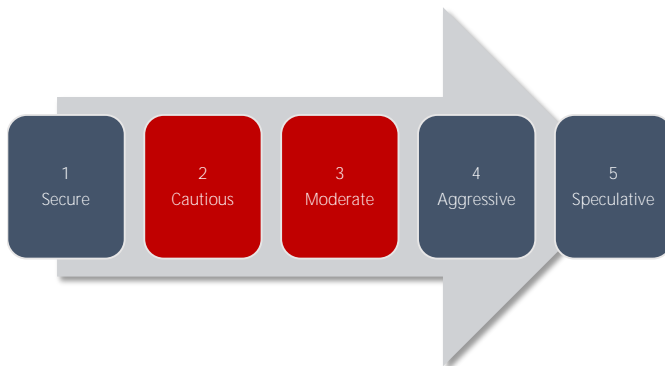 1
Secure
2
Cautious
3
Moderate
4
Aggressive
5
Speculative